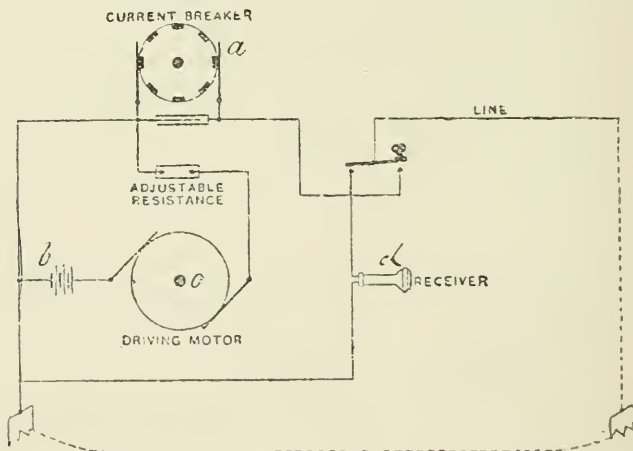 CURRENT BREAKER
a
LINE
ADJUSTABLE
RESISTANCE
b
c
d
RECEIVER
DRIVING MOTOR